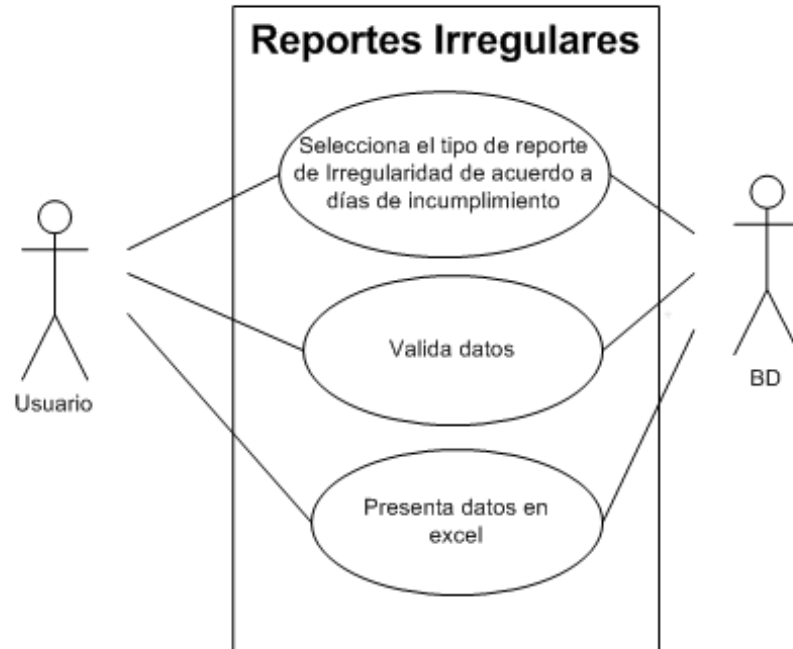 Reportes Irregulares
Selecciona el tipo de reporte
de Irregularidad de acuerdo a
días de incumplimiento
Valida datos
Usuario
BD
Presenta datos en
excel